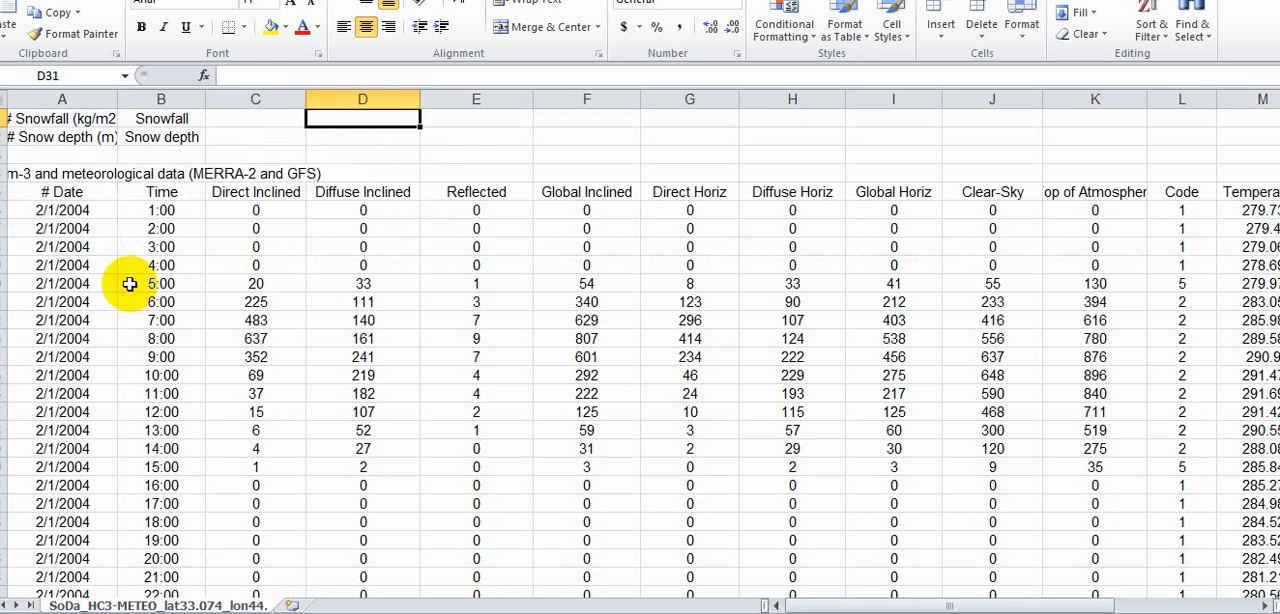 Copy
Format Painter
B I U A
Merge & Center
$ % ,
Conditional Formatting
Format as Table
Cell Styles
Insert Delete Format
Fill
Clear
Sort & Filter
Find & Select
Clipboard Font Alignment Number Styles Cells Editing
D31 fx
A B C D E F G H I J K L M
# Snowfall (kg/m2 Snowfall
# Snow depth (m) Snow depth
m-3 and meteorological data (MERRA-2 and GFS)
# Date Time Direct Inclined Diffuse Inclined Reflected Global Inclined Direct Horiz Diffuse Horiz Global Horiz Clear-Sky Top of Atmospher Code Tempera
2/1/2004 1:00 0 0 0 0 0 0 0 0 0 1 279.73
2/1/2004 2:00 0 0 0 0 0 0 0 0 0 1 279.4
2/1/2004 3:00 0 0 0 0 0 0 0 0 0 1 279.06
2/1/2004 4:00 0 0 0 0 0 0 0 0 0 1 278.69
2/1/2004 5:00 20 33 1 54 8 33 41 55 130 5 279.97
2/1/2004 6:00 225 111 3 340 123 90 212 233 394 2 283.05
2/1/2004 7:00 483 140 7 629 296 107 403 416 616 2 285.98
2/1/2004 8:00 637 161 9 807 414 124 538 556 780 2 289.58
2/1/2004 9:00 352 241 7 601 234 222 456 637 876 2 290.9
2/1/2004 10:00 69 219 4 292 46 229 275 648 896 2 291.47
2/1/2004 11:00 37 182 4 222 24 193 217 590 840 2 291.69
2/1/2004 12:00 15 107 2 125 10 115 125 468 711 2 291.42
2/1/2004 13:00 6 52 1 59 3 57 60 300 519 2 290.55
2/1/2004 14:00 4 27 0 31 2 29 30 120 275 2 288.08
2/1/2004 15:00 1 2 0 3 0 2 3 9 35 5 285.84
2/1/2004 16:00 0 0 0 0 0 0 0 0 0 1 285.27
2/1/2004 17:00 0 0 0 0 0 0 0 0 0 1 284.98
2/1/2004 18:00 0 0 0 0 0 0 0 0 0 1 284.52
2/1/2004 19:00 0 0 0 0 0 0 0 0 0 1 283.52
2/1/2004 20:00 0 0 0 0 0 0 0 0 0 1 282.49
2/1/2004 21:00 0 0 0 0 0 0 0 0 0 1 281.2
2/1/2004 22:00 0 0 0 0 0 0 0 0 0 1
SoDa_HC3-METEO_lat33.074_lon44.